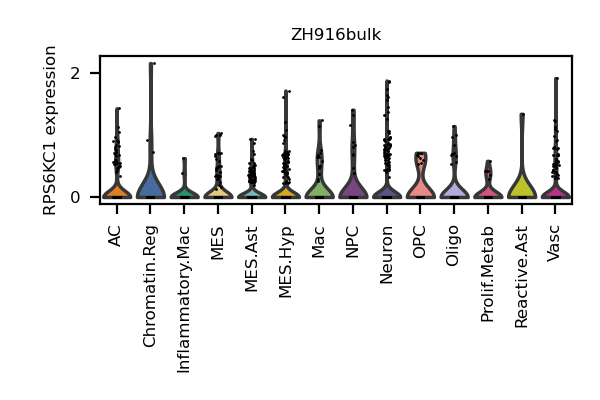 ZH916bulk
RPS6KC1 expression
2
0
AC
Chromatin.Reg
Inflammatory.Mac
MES
MES.Ast
MES.Hyp
Mac
NPC
Neuron
OPC
Oligo
Prolif.Metab
Reactive.Ast
Vasc